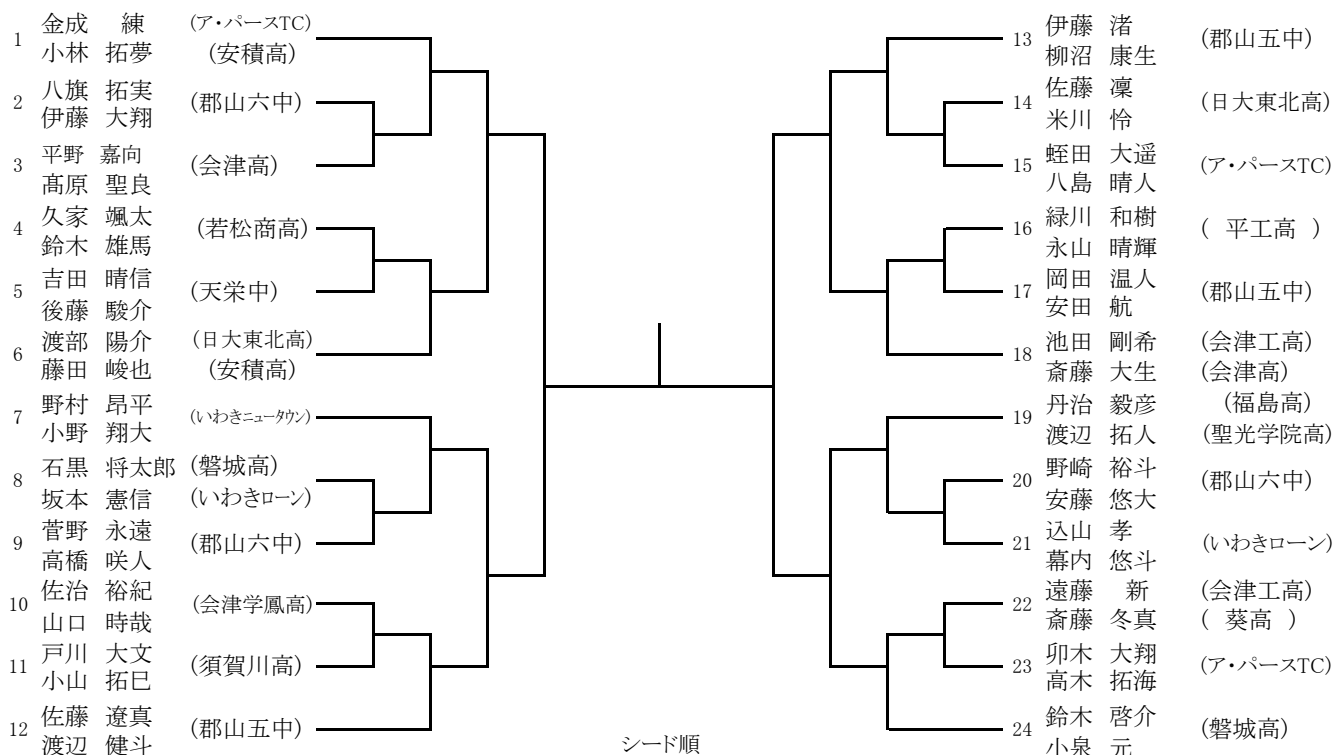 1 金成 練 (ア・パースTC)
小林 拓夢 (安積高)
2 八旗 拓実 (郡山六中)
伊藤 大翔
3 平野 嘉向 (会津高)
髙原 聖良
4 久家 颯太 (若松商高)
鈴木 雄馬
5 吉田 晴信 (天栄中)
後藤 駿介
6 渡部 陽介 (日大東北高)
藤田 峻也 (安積高)
7 野村 昂平 (いわきニュータウン)
小野 翔大
8 石黒 将太郎 (磐城高)
坂本 憲信 (いわきローン)
9 菅野 永遠 (郡山六中)
高橋 咲人
10 佐治 裕紀 (会津学鳳高)
山口 時哉
11 戸川 大文 (須賀川高)
小山 拓巳
12 佐藤 遼真 (郡山五中)
渡辺 健斗
13 伊藤 渚 (郡山五中)
柳沼 康生
14 佐藤 凜 (日大東北高)
米川 怜
15 蛭田 大遥 (ア・パースTC)
八島 晴人
16 緑川 和樹 ( 平工高 )
永山 晴輝
17 岡田 温人 (郡山五中)
安田 航
18 池田 剛希 (会津工高)
斎藤 大生 (会津高)
19 丹治 毅彦 (福島高)
渡辺 拓人 (聖光学院高)
20 野崎 裕斗 (郡山六中)
安藤 悠大
21 込山 孝 (いわきローン)
幕内 悠斗
22 遠藤 新 (会津工高)
斎藤 冬真 ( 葵高 )
23 卯木 大翔 (ア・パースTC)
高木 拓海
24 鈴木 啓介 (磐城高)
小泉 元
シード順